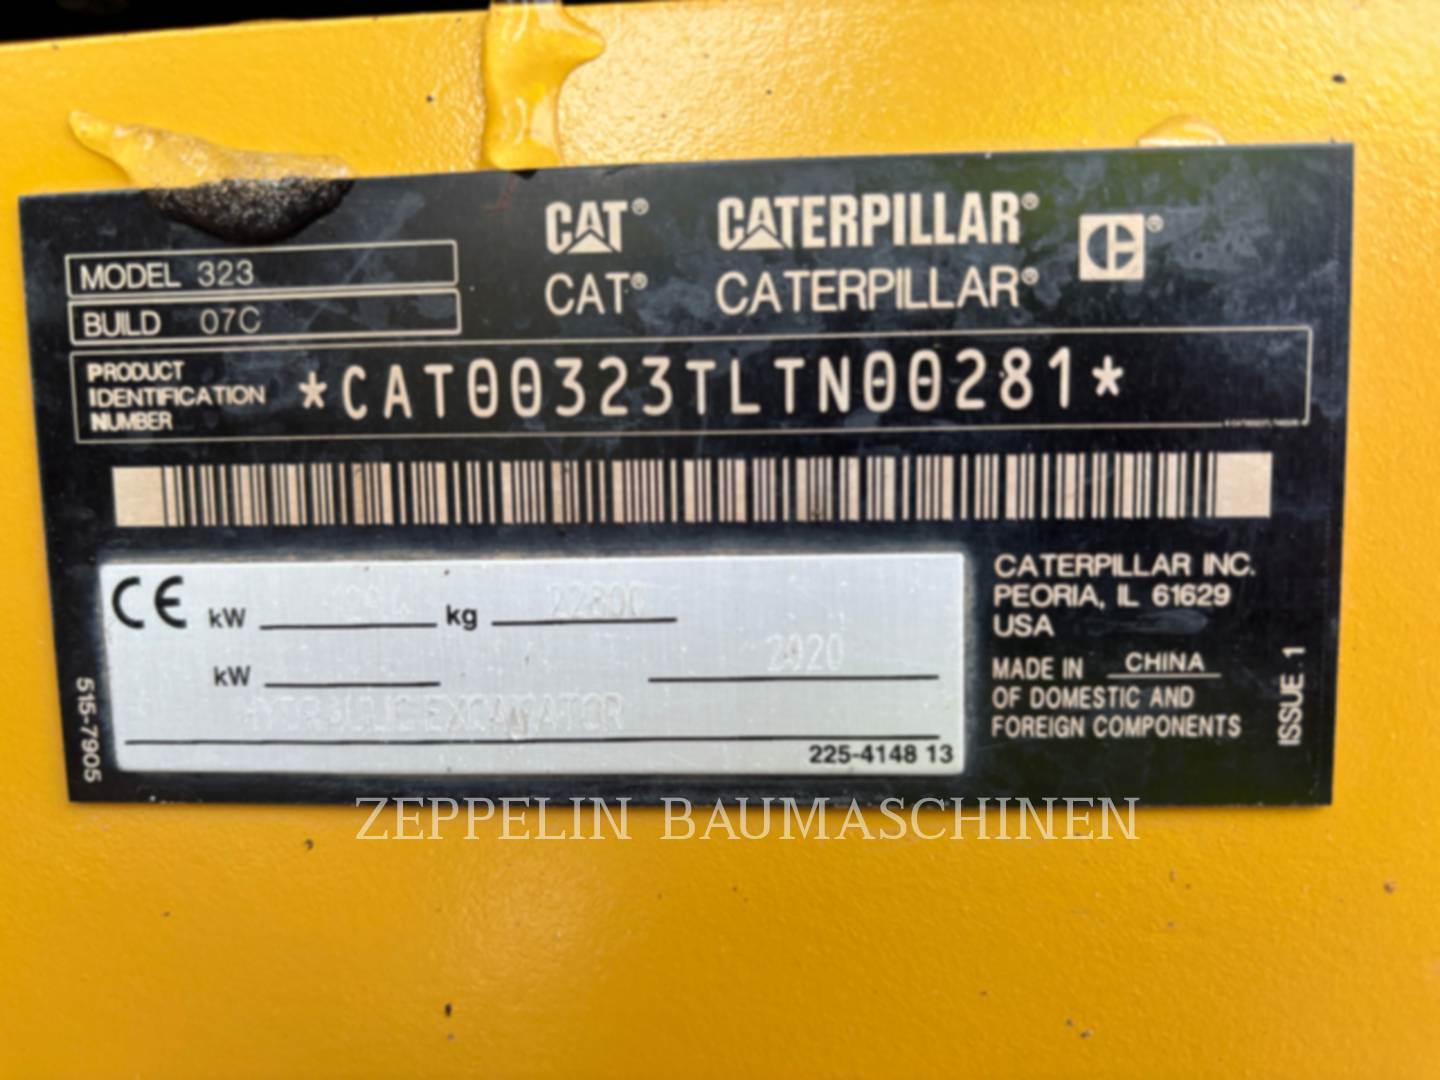 CAT® CATERPILLAR® ®
CAT® CATERPILLAR®
MODEL 323
BUILD 07C
PRODUCT
IDENTIFICATION
NUMBER
*CAT00323TLTN00281*
CE kW kg 22800
kW 2020
HYDRAULIC EXCAVATOR
225-4148 13
515-7905
CATERPILLAR INC.
PEORIA, IL 61629
USA
MADE IN CHINA
OF DOMESTIC AND
FOREIGN COMPONENTS
ISSUE 1
ZEPPELIN BAUMASCHINEN